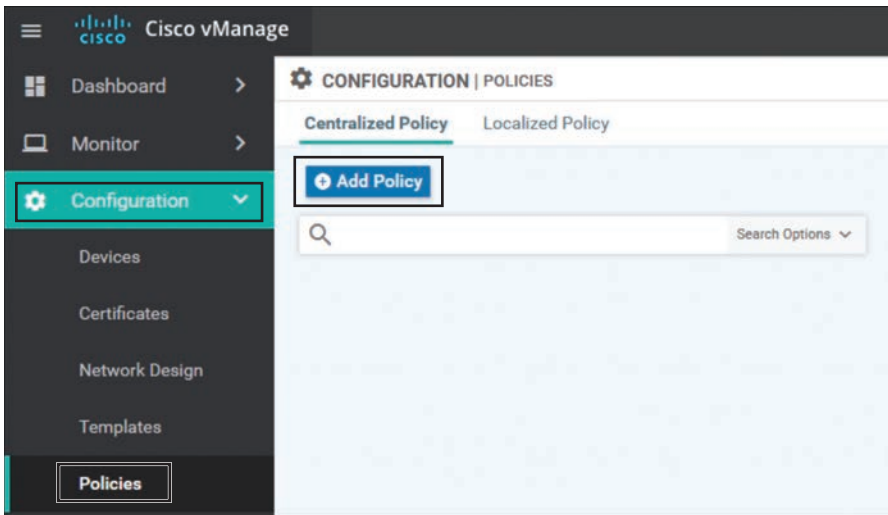 cisco Cisco vManage
Dashboard
Monitor
Configuration
Devices
Certificates
Network Design
Templates
Policies
CONFIGURATION | POLICIES
Centralized Policy Localized Policy
Add Policy
Search Options